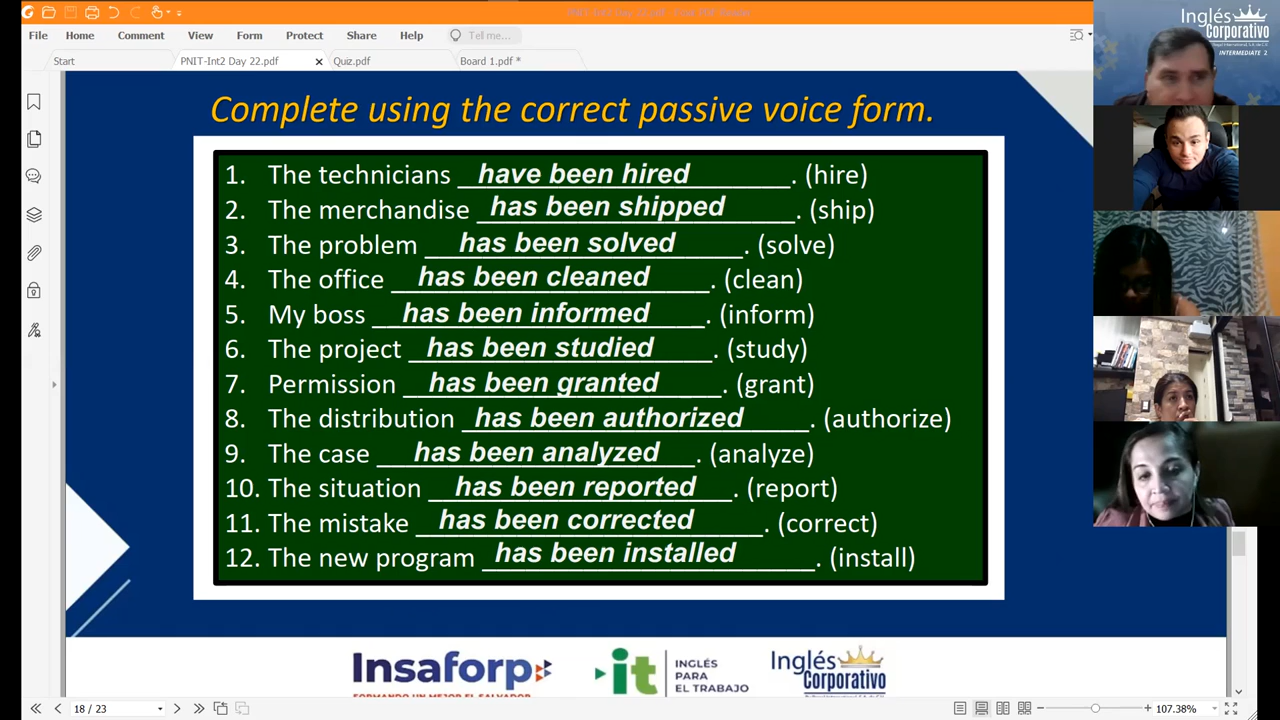 File Home Comment View Form Protect Share Help Tell me...
Start PNIT-Int2 Day 22.pdf Quiz.pdf Board 1.pdf *
Inglés
Corporativo
INTERMEDIATE 2
Complete using the correct passive voice form.
1. The technicians have been hired. (hire)
2. The merchandise has been shipped. (ship)
3. The problem has been solved. (solve)
4. The office has been cleaned. (clean)
5. My boss has been informed. (inform)
6. The project has been studied. (study)
7. Permission has been granted. (grant)
8. The distribution has been authorized. (authorize)
9. The case has been analyzed. (analyze)
10. The situation has been reported. (report)
11. The mistake has been corrected. (correct)
12. The new program has been installed. (install)
Insaforp
FORMANDO UN MEJOR EL SALVADOR
it INGLÉS
PARA
EL TRABAJO
Inglés
Corporativo
18 / 23 107.38%